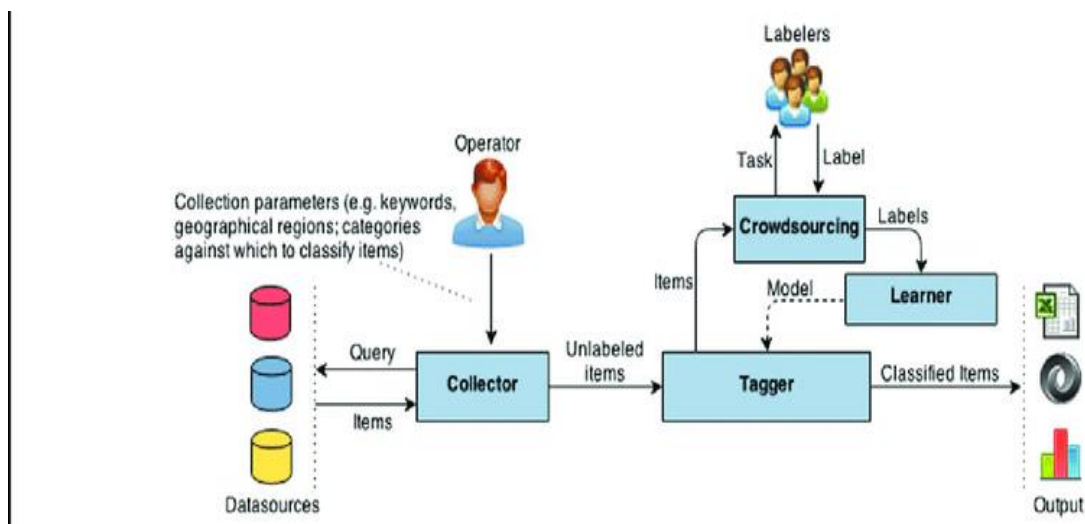 Labelers
Operator
Task
Label
Collection parameters (e.g. keywords,
geographical regions; categories
against which to classify items)
Crowdsourcing
Labels
Items
Model
Learner
Query
Collector
Unlabeled
items
Tagger
Classified Items
Items
Datasources
Output